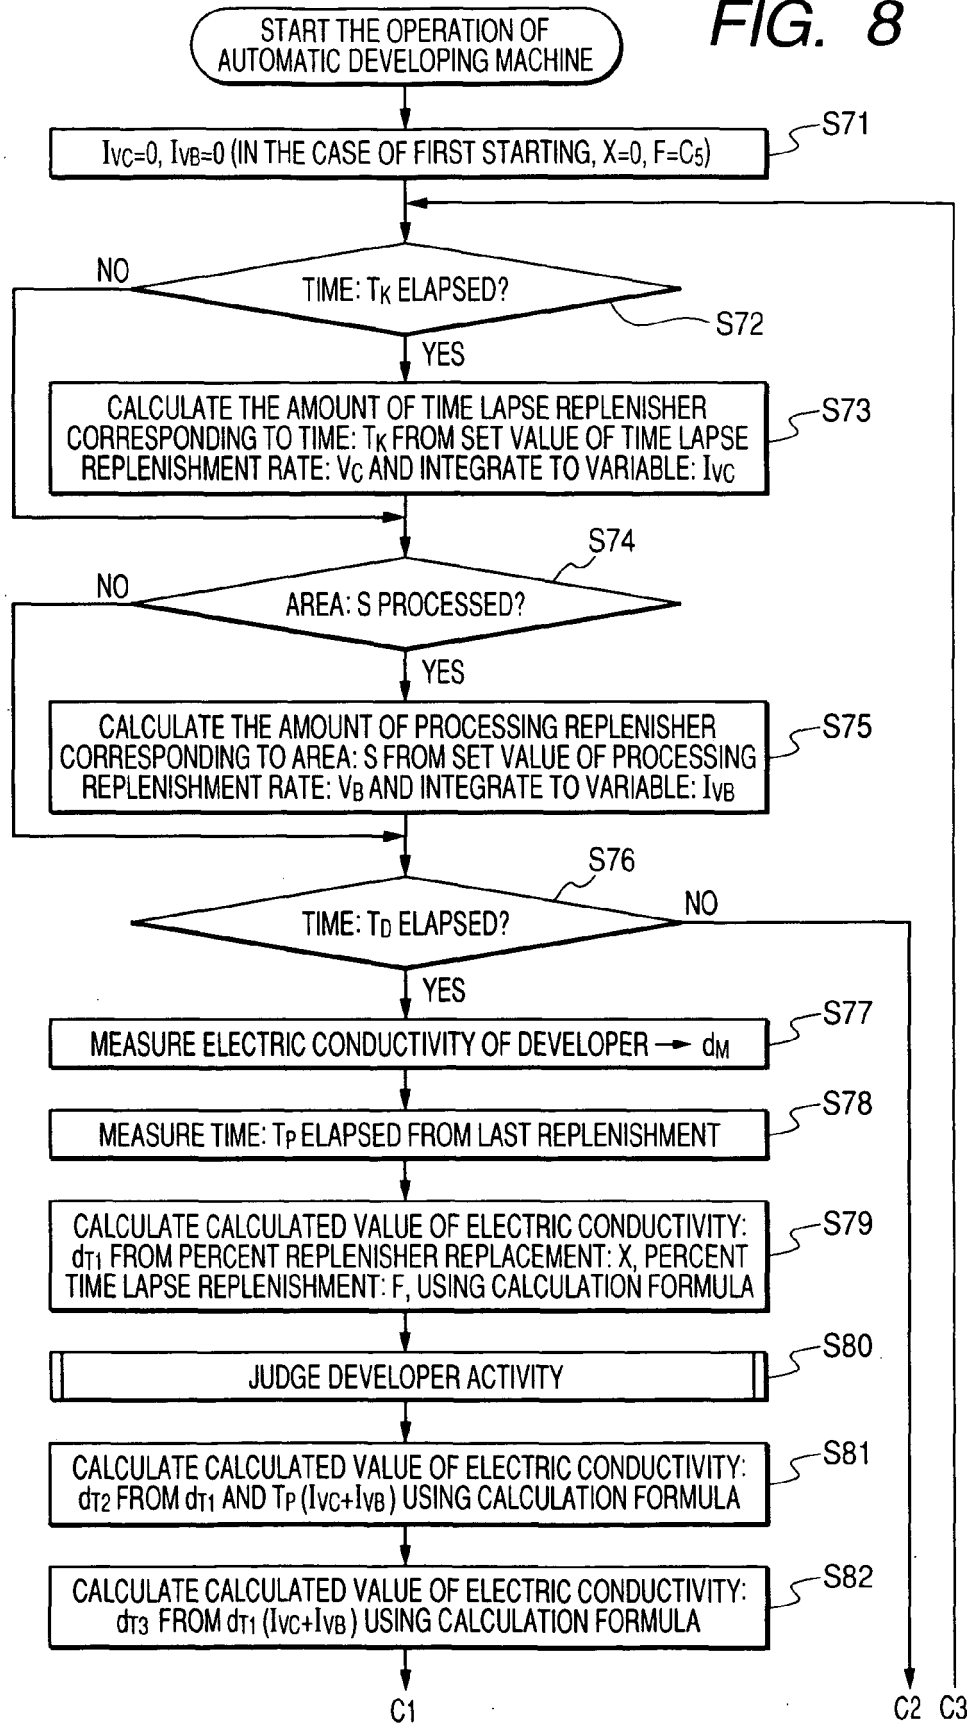 FIG. 8
START THE OPERATION OF
AUTOMATIC DEVELOPING MACHINE
S71
IVC=0, IVB=0 (IN THE CASE OF FIRST STARTING, X=0, F=C5)
NO
TIME: TK ELAPSED?
S72
YES
S73
CALCULATE THE AMOUNT OF TIME LAPSE REPLENISHER
CORRESPONDING TO TIME: TK FROM SET VALUE OF TIME LAPSE
REPLENISHMENT RATE: VC AND INTEGRATE TO VARIABLE: IVC
S74
NO
AREA: S PROCESSED?
YES
S75
CALCULATE THE AMOUNT OF PROCESSING REPLENISHER
CORRESPONDING TO AREA: S FROM SET VALUE OF PROCESSING
REPLENISHMENT RATE: VB AND INTEGRATE TO VARIABLE: IVB
S76
NO
TIME: TD ELAPSED?
YES
S77
MEASURE ELECTRIC CONDUCTIVITY OF DEVELOPER → dM
S78
MEASURE TIME: TP ELAPSED FROM LAST REPLENISHMENT
S79
CALCULATE CALCULATED VALUE OF ELECTRIC CONDUCTIVITY:
dT1 FROM PERCENT REPLENISHER REPLACEMENT: X, PERCENT
TIME LAPSE REPLENISHMENT: F, USING CALCULATION FORMULA
S80
JUDGE DEVELOPER ACTIVITY
S81
CALCULATE CALCULATED VALUE OF ELECTRIC CONDUCTIVITY:
dT2 FROM dT1 AND TP (IVC+IVB) USING CALCULATION FORMULA
S82
CALCULATE CALCULATED VALUE OF ELECTRIC CONDUCTIVITY:
dT3 FROM dT1 (IVC+IVB) USING CALCULATION FORMULA
C1
C2
C3